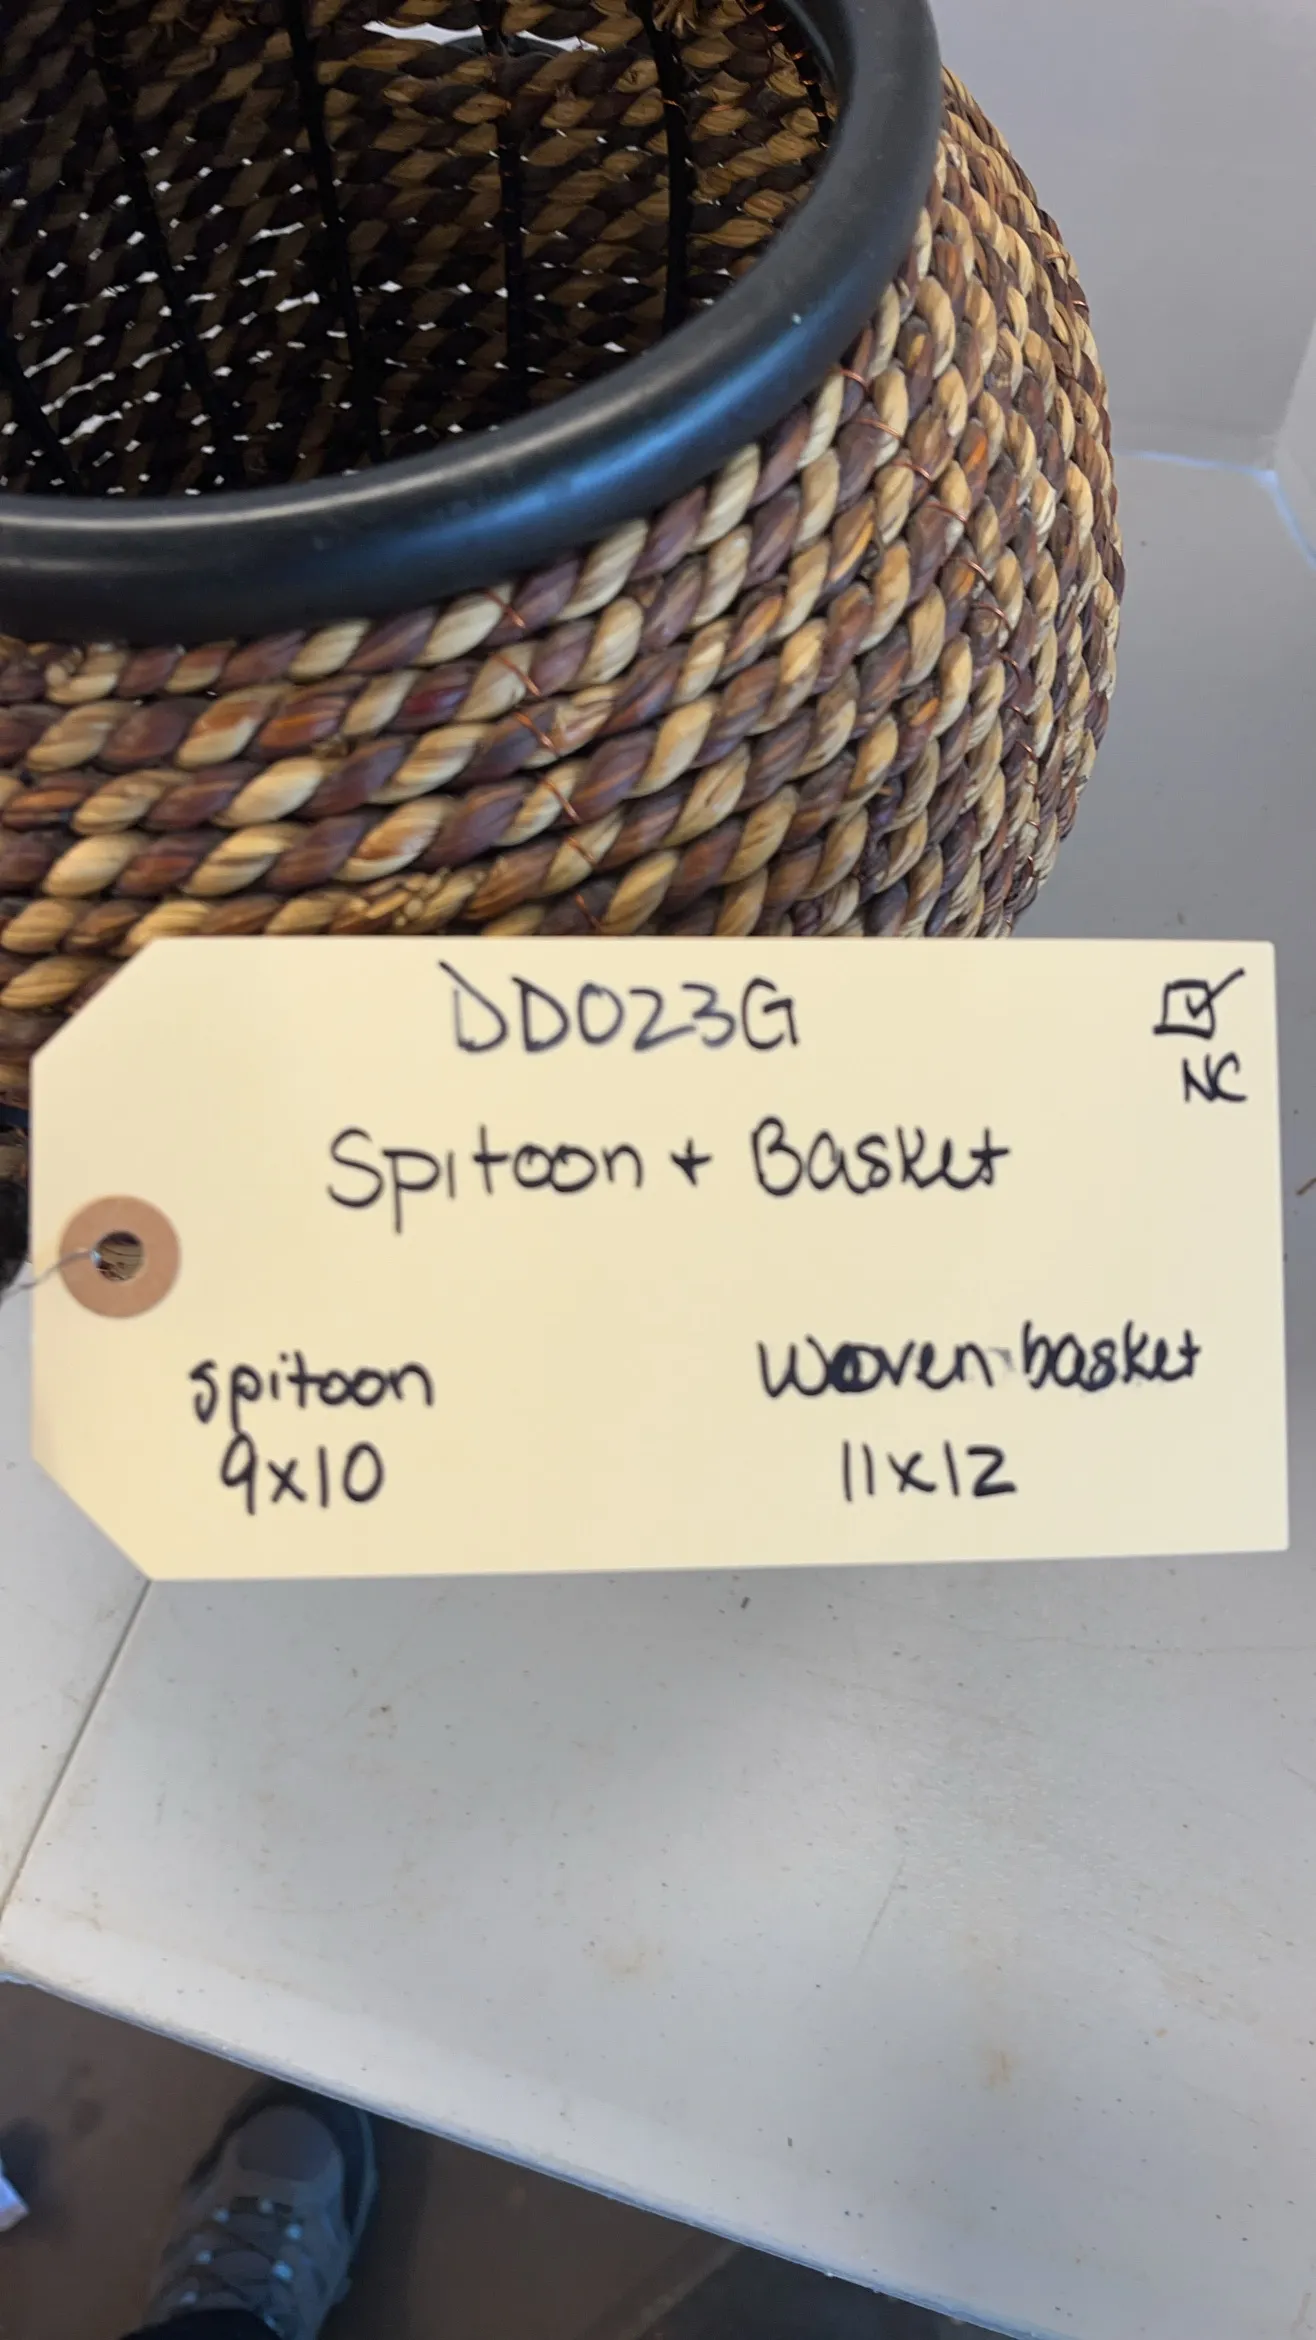 DD023G
NC
Spitoon + Basket
spitoon
9x10
Woven basket
11x12